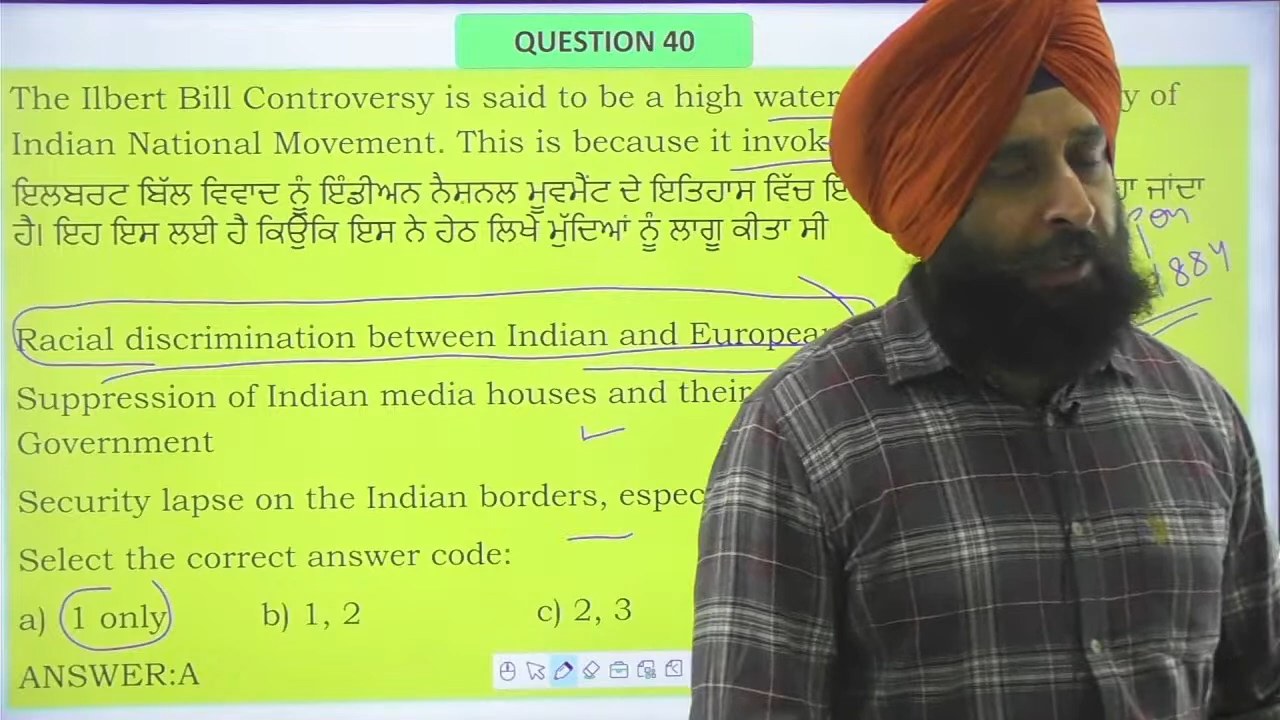 QUESTION 40
The Ilbert Bill Controversy is said to be a high water y of
Indian National Movement. This is because it invok
ਇਲਬਰਟ ਬਿੱਲ ਵਿਵਾਦ ਨੂੰ ਇੰਡੀਅਨ ਨੈਸ਼ਨਲ ਮੂਵਮੈਂਟ ਦੇ ਇਤਿਹਾਸ ਵਿੱਚ ਜਾਂਦਾ
ਹੈ। ਇਹ ਇਸ ਲਈ ਹੈ ਕਿਉਂਕਿ ਇਸ ਨੇ ਹੇਠ ਲਿਖੇ ਮੁੱਦਿਆਂ ਨੂੰ ਲਾਗੂ ਕੀਤਾ ਸੀ
1884
Racial discrimination between Indian and Europea
Suppression of Indian media houses and their
Government
Security lapse on the Indian borders, espec
Select the correct answer code:
a) 1 only b) 1, 2 c) 2, 3
ANSWER:A